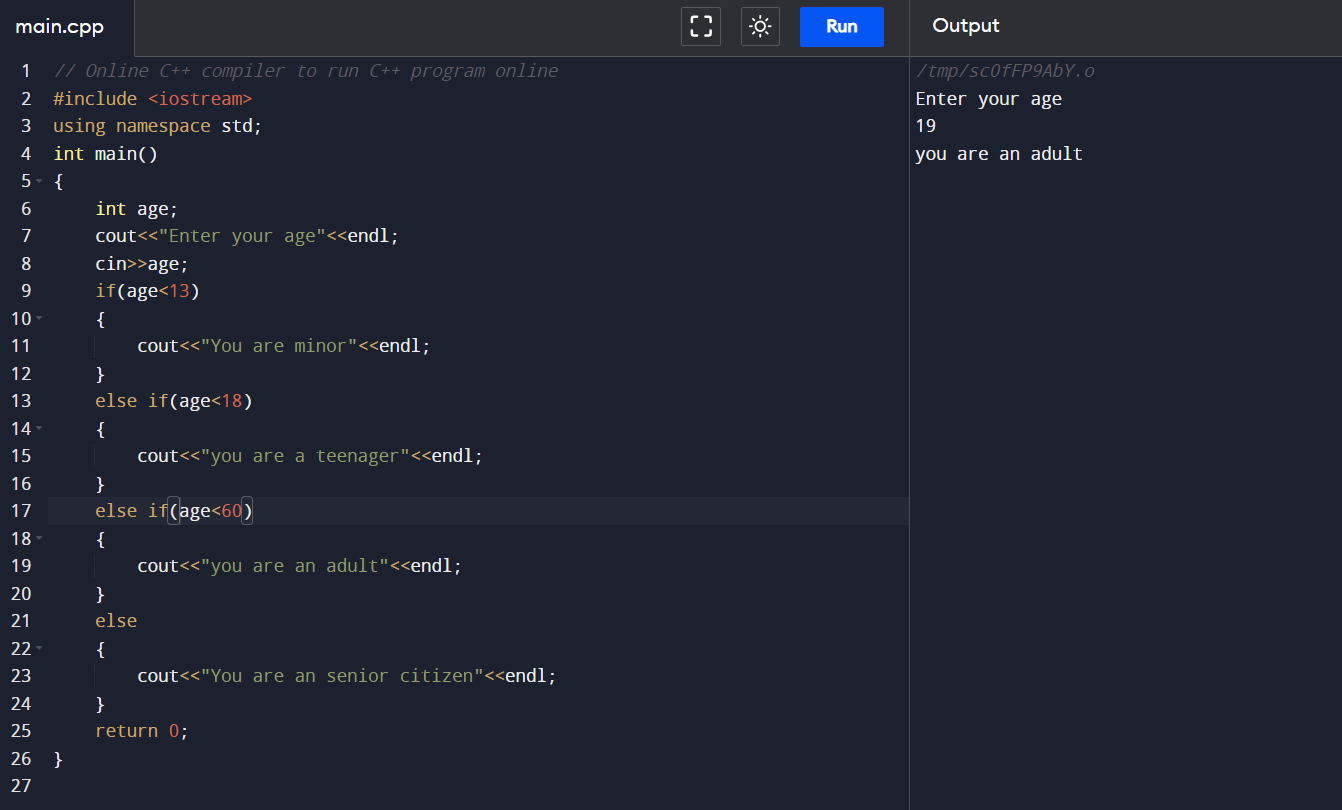 main.cpp
Run
Output
1 // Online C++ compiler to run C++ program online
2 #include <iostream>
3 using namespace std;
4 int main()
5 {
6     int age;
7     cout<<"Enter your age"<<endl;
8     cin>>age;
9     if(age<13)
10     {
11         cout<<"You are minor"<<endl;
12     }
13     else if(age<18)
14     {
15         cout<<"you are a teenager"<<endl;
16     }
17     else if(age<60)
18     {
19         cout<<"you are an adult"<<endl;
20     }
21     else
22     {
23         cout<<"You are an senior citizen"<<endl;
24     }
25     return 0;
26 }
27
/tmp/scOfFP9AbY.o
Enter your age
19
you are an adult